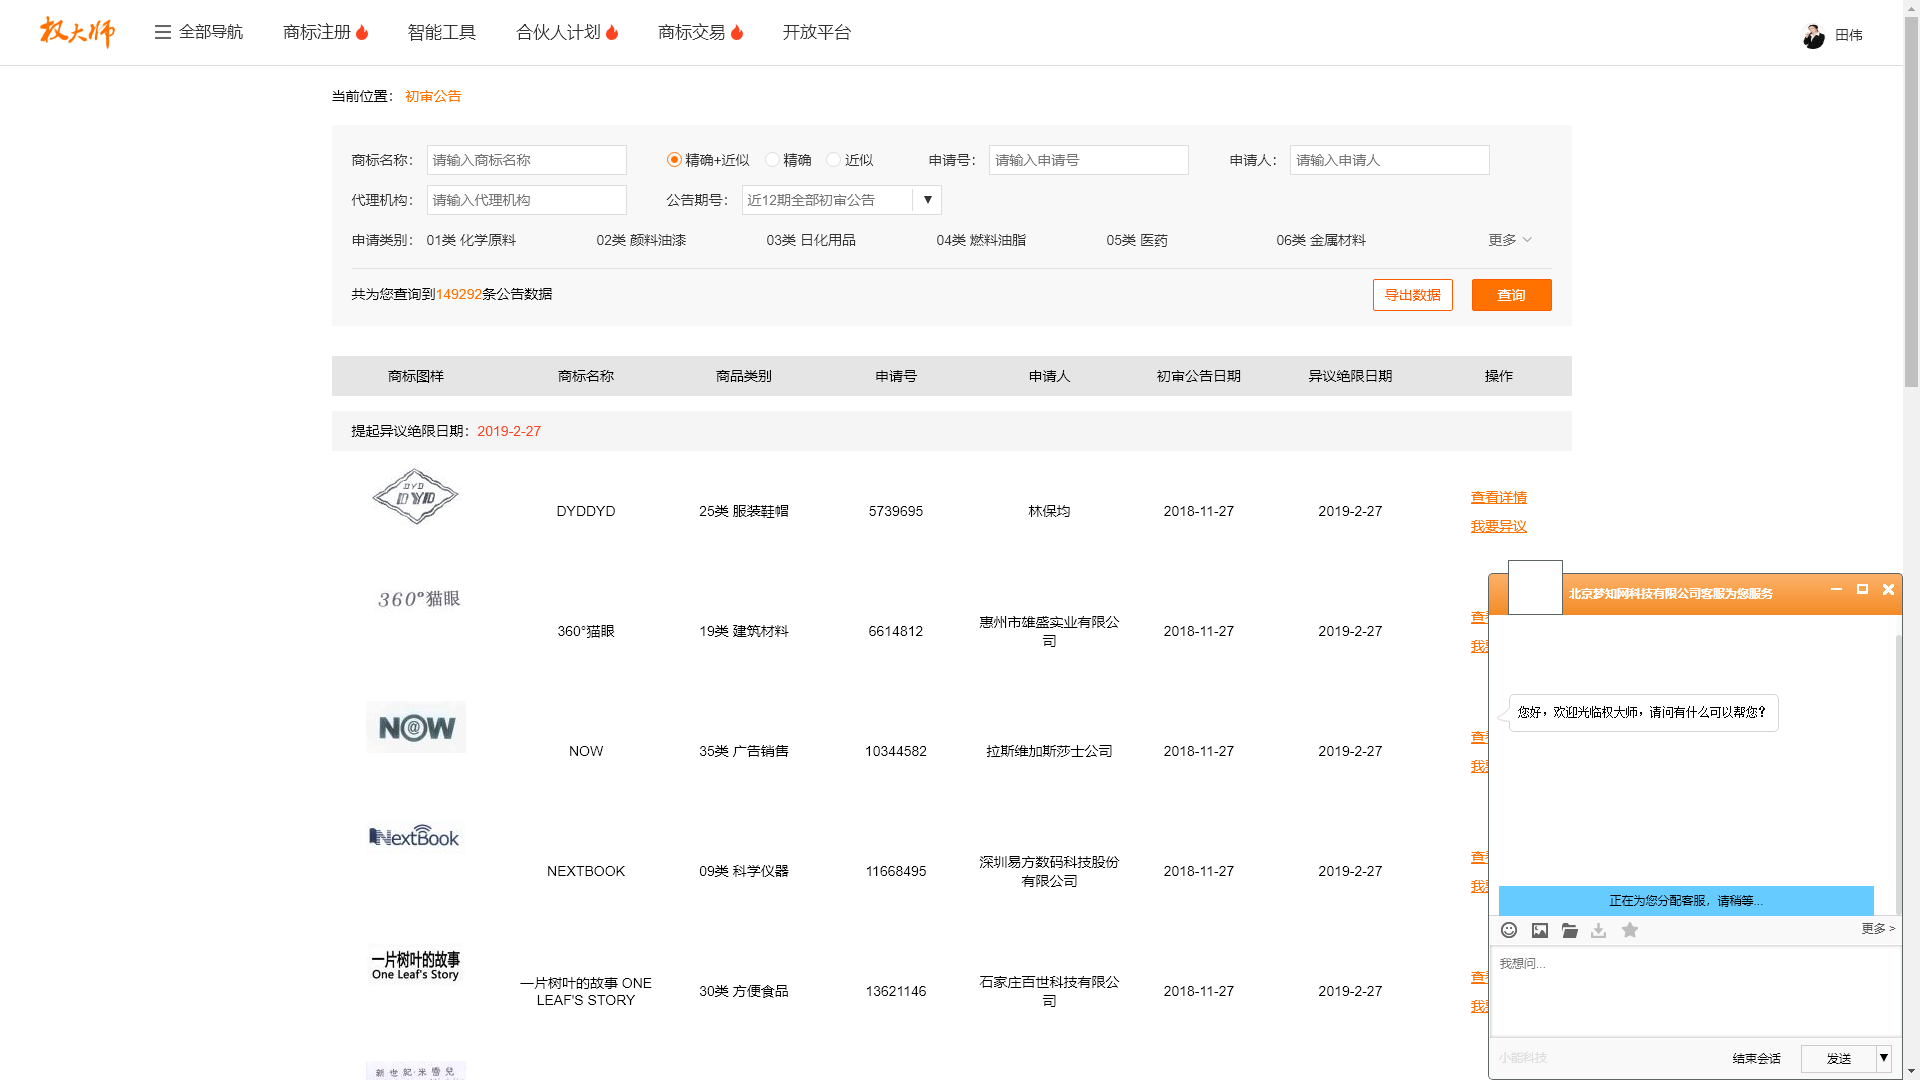 权大师
全部导航 商标注册 智能工具 合伙人计划 商标交易 开放平台 田伟
当前位置： 初审公告
商标名称： 请输入商标名称 精确+近似 精确 近似 申请号： 请输入申请号 申请人： 请输入申请人
代理机构： 请输入代理机构 公告期号： 近12期全部初审公告 ▼
申请类别： 01类 化学原料 02类 颜料油漆 03类 日化用品 04类 燃料油脂 05类 医药 06类 金属材料 更多
共为您查询到149292条公告数据 导出数据 查询
商标图样 商标名称 商品类别 申请号 申请人 初审公告日期 异议绝限日期 操作
提起异议绝限日期：2019-2-27
DYD
DYD
DYDDYD 25类 服装鞋帽 5739695 林保均 2018-11-27 2019-2-27 查看详情
我要异议
360°猫眼
360°猫眼 19类 建筑材料 6614812 惠州市雄盛实业有限公
司 2018-11-27 2019-2-27
N@W
NOW 35类 广告销售 10344582 拉斯维加斯莎士公司 2018-11-27 2019-2-27
NextBook
NEXTBOOK 09类 科学仪器 11668495 深圳易方数码科技股份
有限公司 2018-11-27 2019-2-27
一片树叶的故事
One Leaf's Story
一片树叶的故事 ONE
LEAF'S STORY 30类 方便食品 13621146 石家庄百世科技有限公
司 2018-11-27 2019-2-27
新世纪·米香儿
北京梦知网科技有限公司客服为您服务
您好，欢迎光临权大师，请问有什么可以帮您?
正在为您分配客服，请稍等...
更多 >
我想问...
小能科技 结束会话 发送 ▼